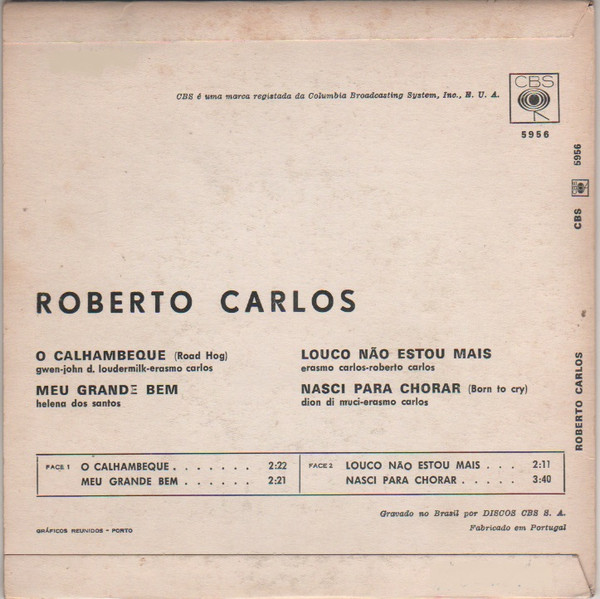 CBS é uma marca registada da Columbia Broadcasting System, Inc., E. U. A.
CBS
5956
CBS CBS 5956
ROBERTO CARLOS
ROBERTO CARLOS
O CALHAMBEQUE (Road Hog)
gwen-john d. loudermilk-erasmo carlos
MEU GRANDE BEM
helena dos santos
LOUCO NÃO ESTOU MAIS
erasmo carlos-roberto carlos
NASCI PARA CHORAR (Born to cry)
dion di muci-erasmo carlos
FACE 1 O CALHAMBEQUE . . . . . . . 2:22
MEU GRANDE BEM . . . . . . 2:21
FACE 2 LOUCO NÃO ESTOU MAIS . . . 2:11
NASCI PARA CHORAR . . . . . 3:40
Gravado no Brasil por DISCOS CBS S. A.
Fabricado em Portugal
GRÁFICOS REUNIDOS - PORTO